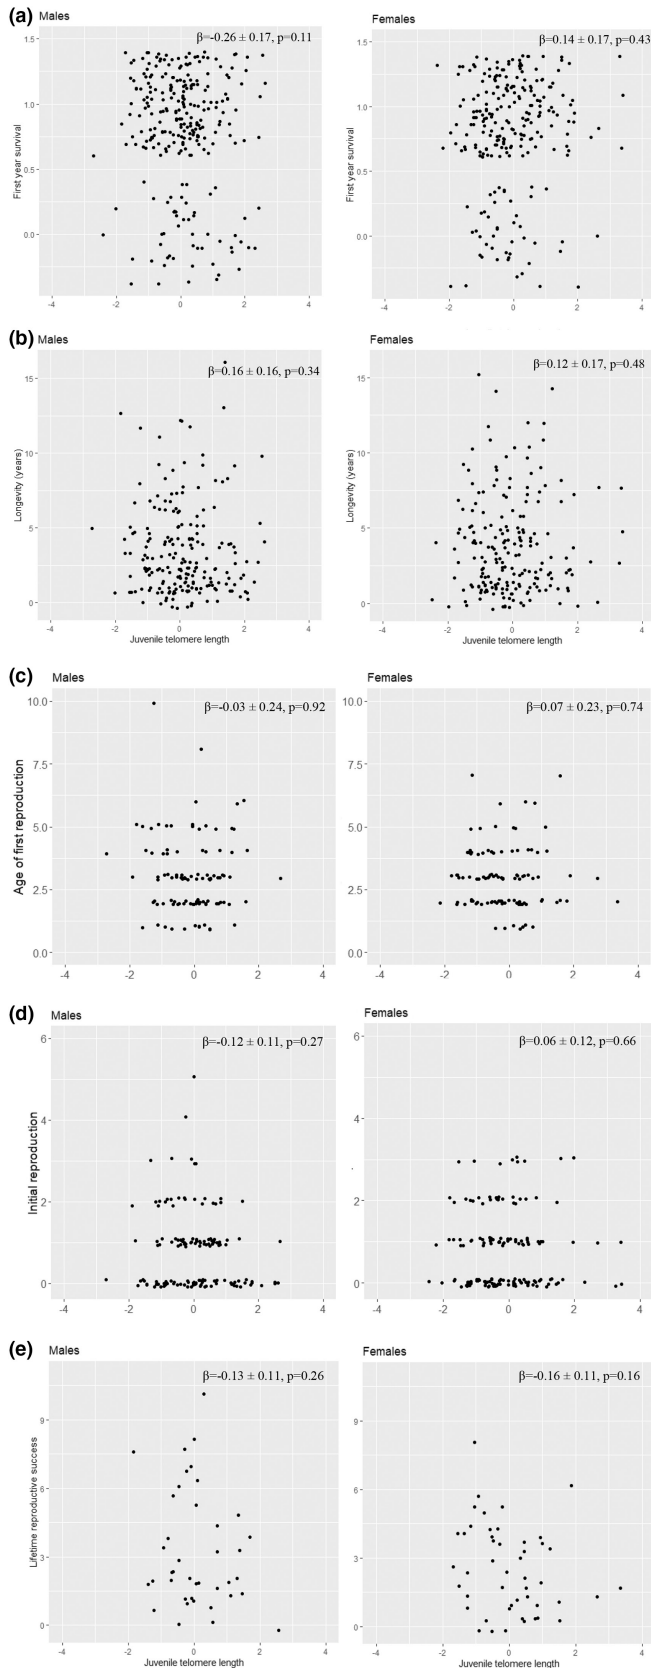 (a) Males Females
β=-0.26 ± 0.17, p=0.11 β=0.14 ± 0.17, p=0.43
First year survival First year survival
1.5 1.0 0.5 0.0 1.5 1.0 0.5 0.0
-4 -2 0 2 4 -4 -2 0 2 4
(b) Males Females
β=0.16 ± 0.16, p=0.34 β=0.12 ± 0.17, p=0.48
Longevity (years) Longevity (years)
15 10 5 0 15 10 5 0
-4 -2 0 2 4 -4 -2 0 2 4
Juvenile telomere length Juvenile telomere length
(c) Males Females
β=-0.03 ± 0.24, p=0.92 β=0.07 ± 0.23, p=0.74
Age of first reproduction
10.0 7.5 5.0 2.5 0.0 10.0 7.5 5.0 2.5 0.0
-4 -2 0 2 4 -4 -2 0 2 4
(d) Males Females
β=-0.12 ± 0.11, p=0.27 β=0.06 ± 0.12, p=0.66
Initial reproduction
6 4 2 0 6 4 2 0
-4 -2 0 2 4 -4 -2 0 2 4
(e) Males Females
β=-0.13 ± 0.11, p=0.26 β=-0.16 ± 0.11, p=0.16
Lifetime reproductive success
9 6 3 0 9 6 3 0
-4 -2 0 2 4 -4 -2 0 2 4
Juvenile telomere length Juvenile telomere length